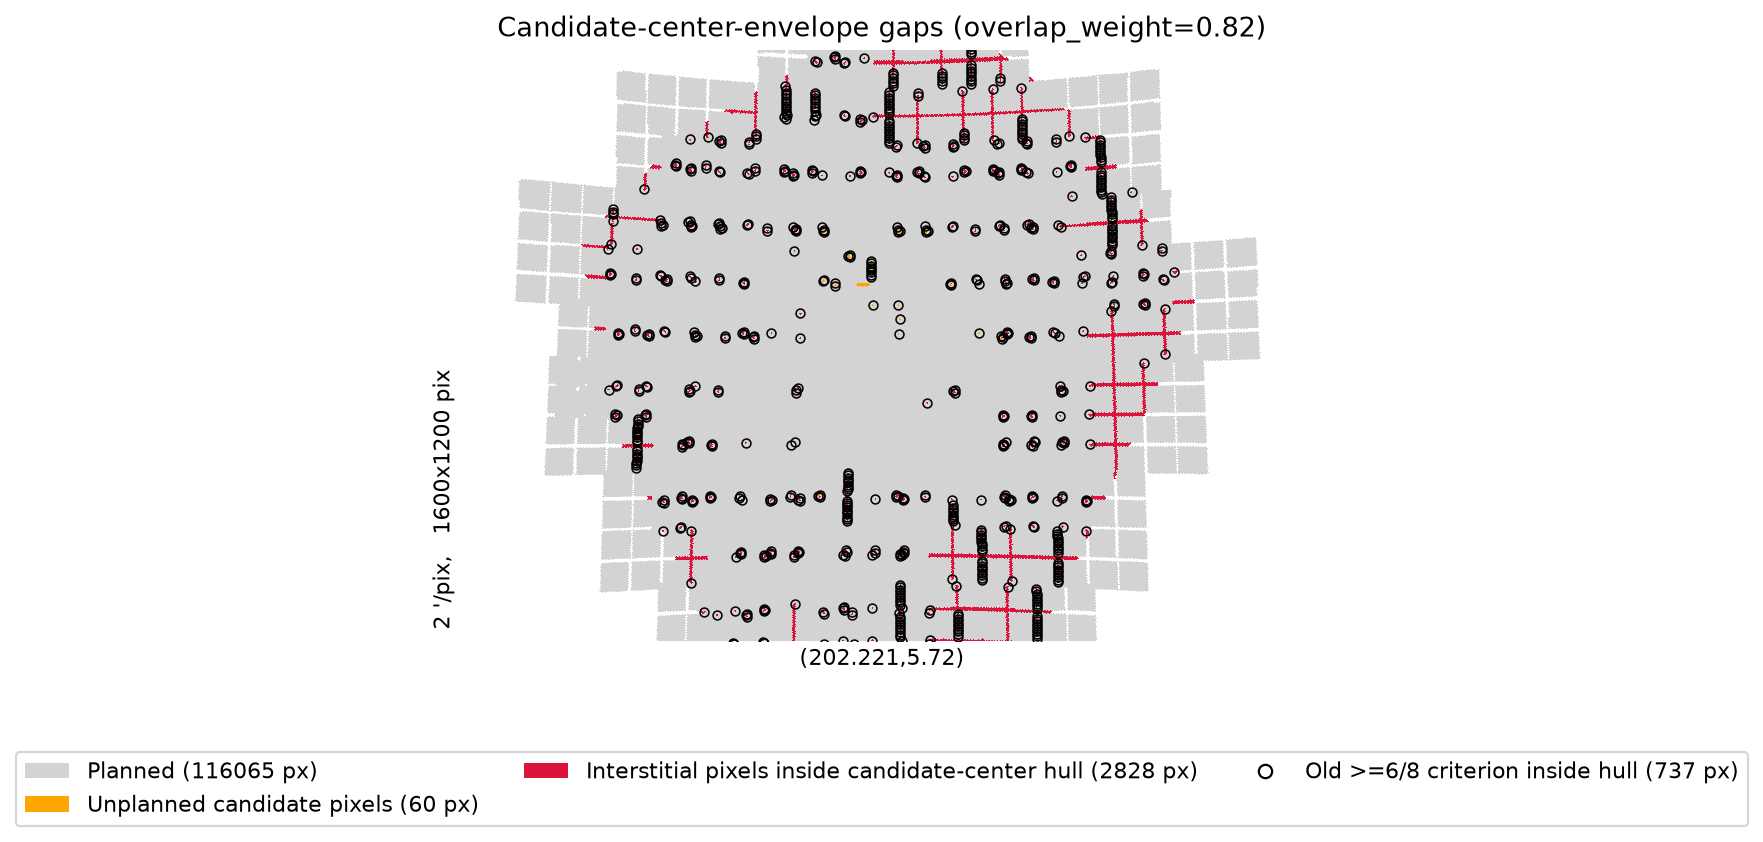 Candidate-center-envelope gaps (overlap_weight=0.82)
2 '/pix,   1600x1200 pix
(202.221,5.72)
Planned (116065 px)
Unplanned candidate pixels (60 px)
Interstitial pixels inside candidate-center hull (2828 px)
Old >=6/8 criterion inside hull (737 px)